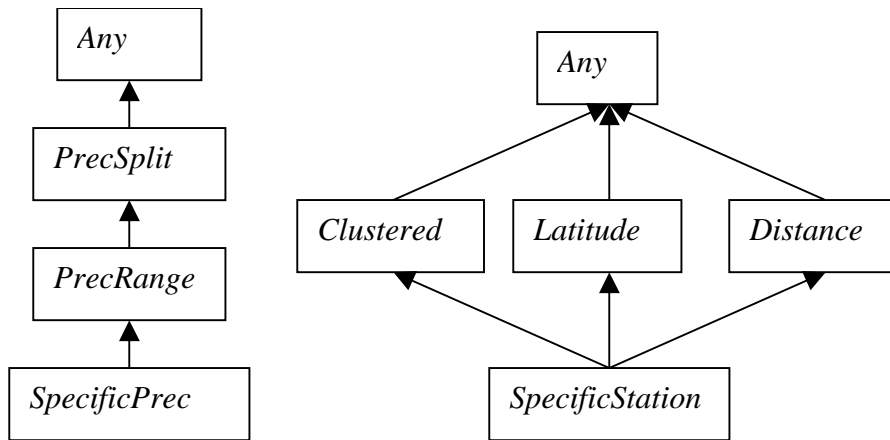 Any
PrecSplit
PrecRange
SpecificPrec
Any
Clustered
Latitude
Distance
SpecificStation